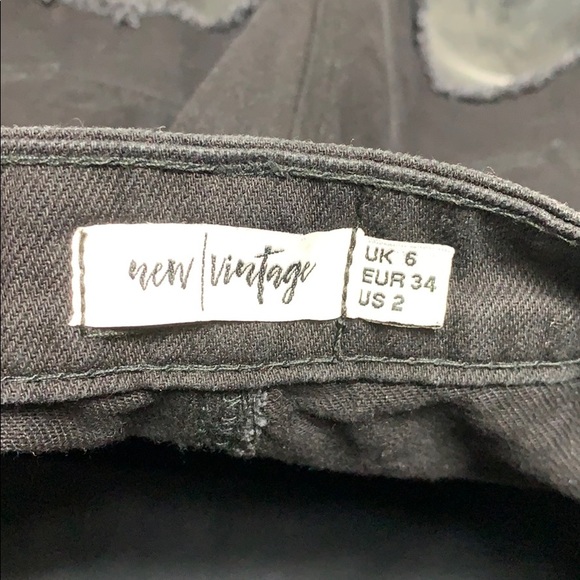 new | vintage
UK 6
EUR 34
US 2